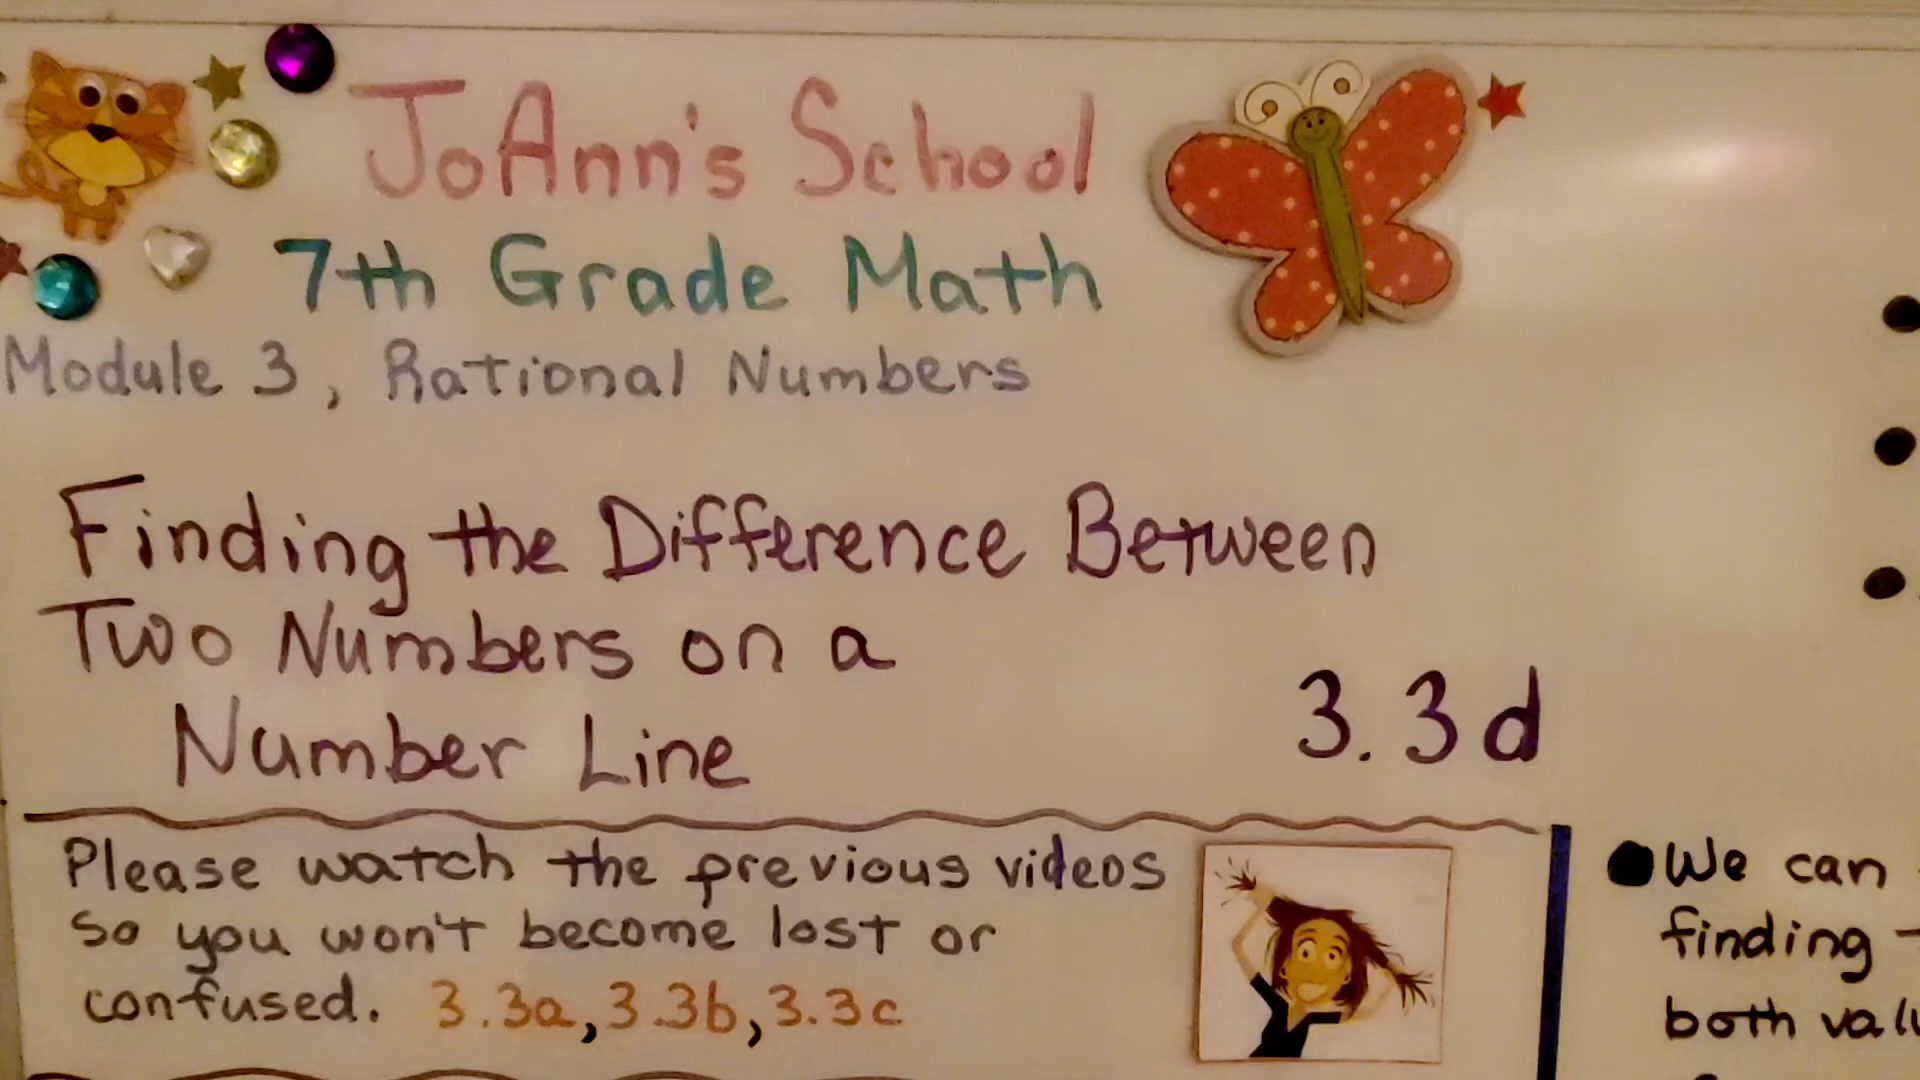 JoAnn's School
7th Grade Math
Module 3, Rational Numbers
Finding the Difference Between
Two Numbers on a
Number Line
3.3d
Please watch the previous videos
so you won't become lost or
confused. 3.3a, 3.3b, 3.3c
We can
finding
both